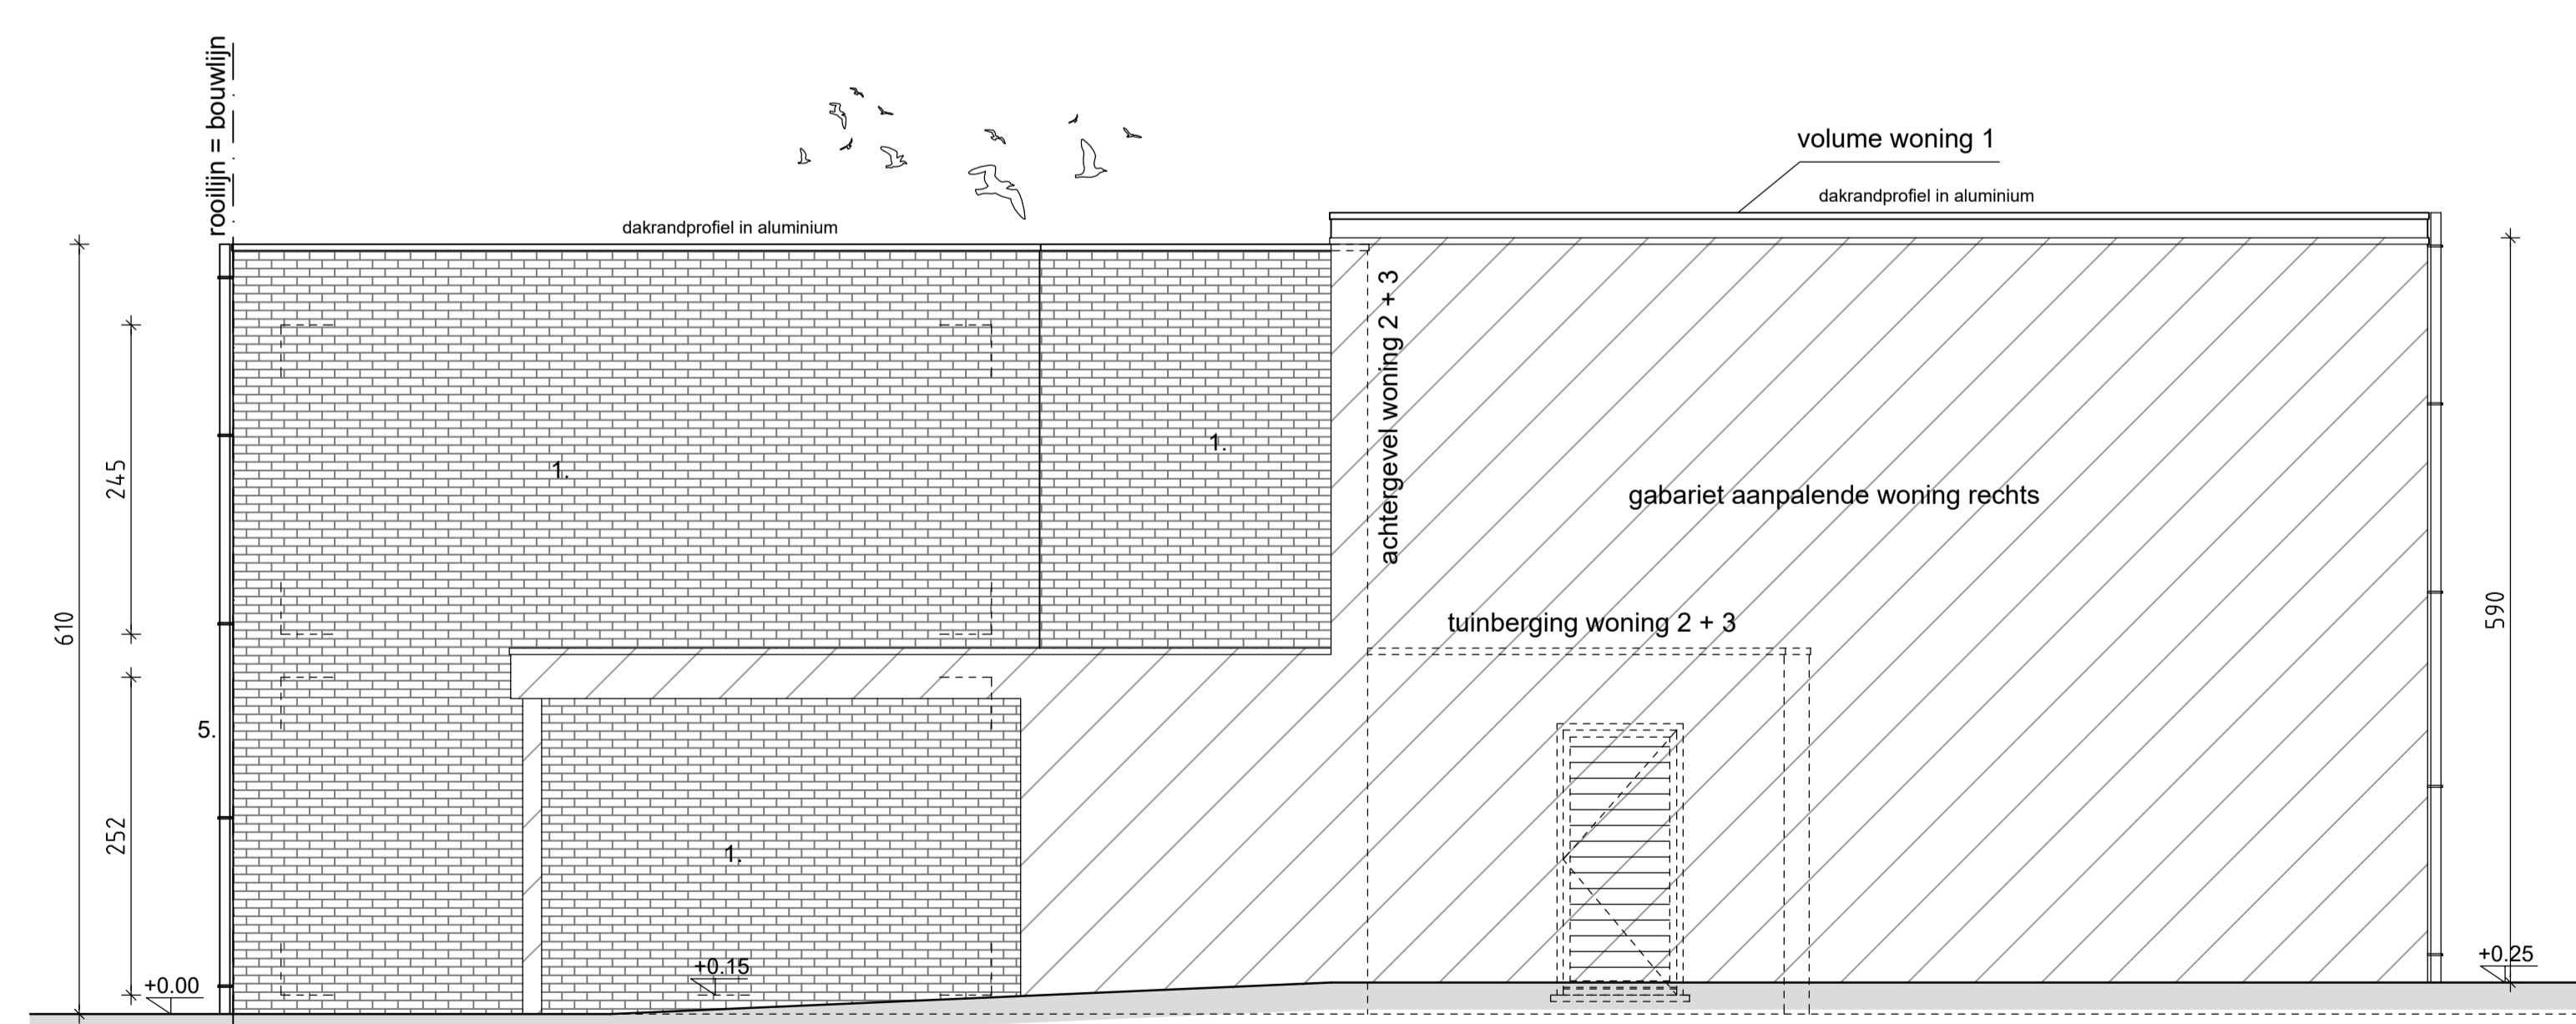 rooilijn = bouwlijn
volume woning 1
dakrandprofiel in aluminium
dakrandprofiel in aluminium
achtergevel woning 2 + 3
1.
1.
245
gabariet aanpalende woning rechts
610
590
tuinberging woning 2 + 3
5.
252
1.
+0.00
+0.15
+0.25